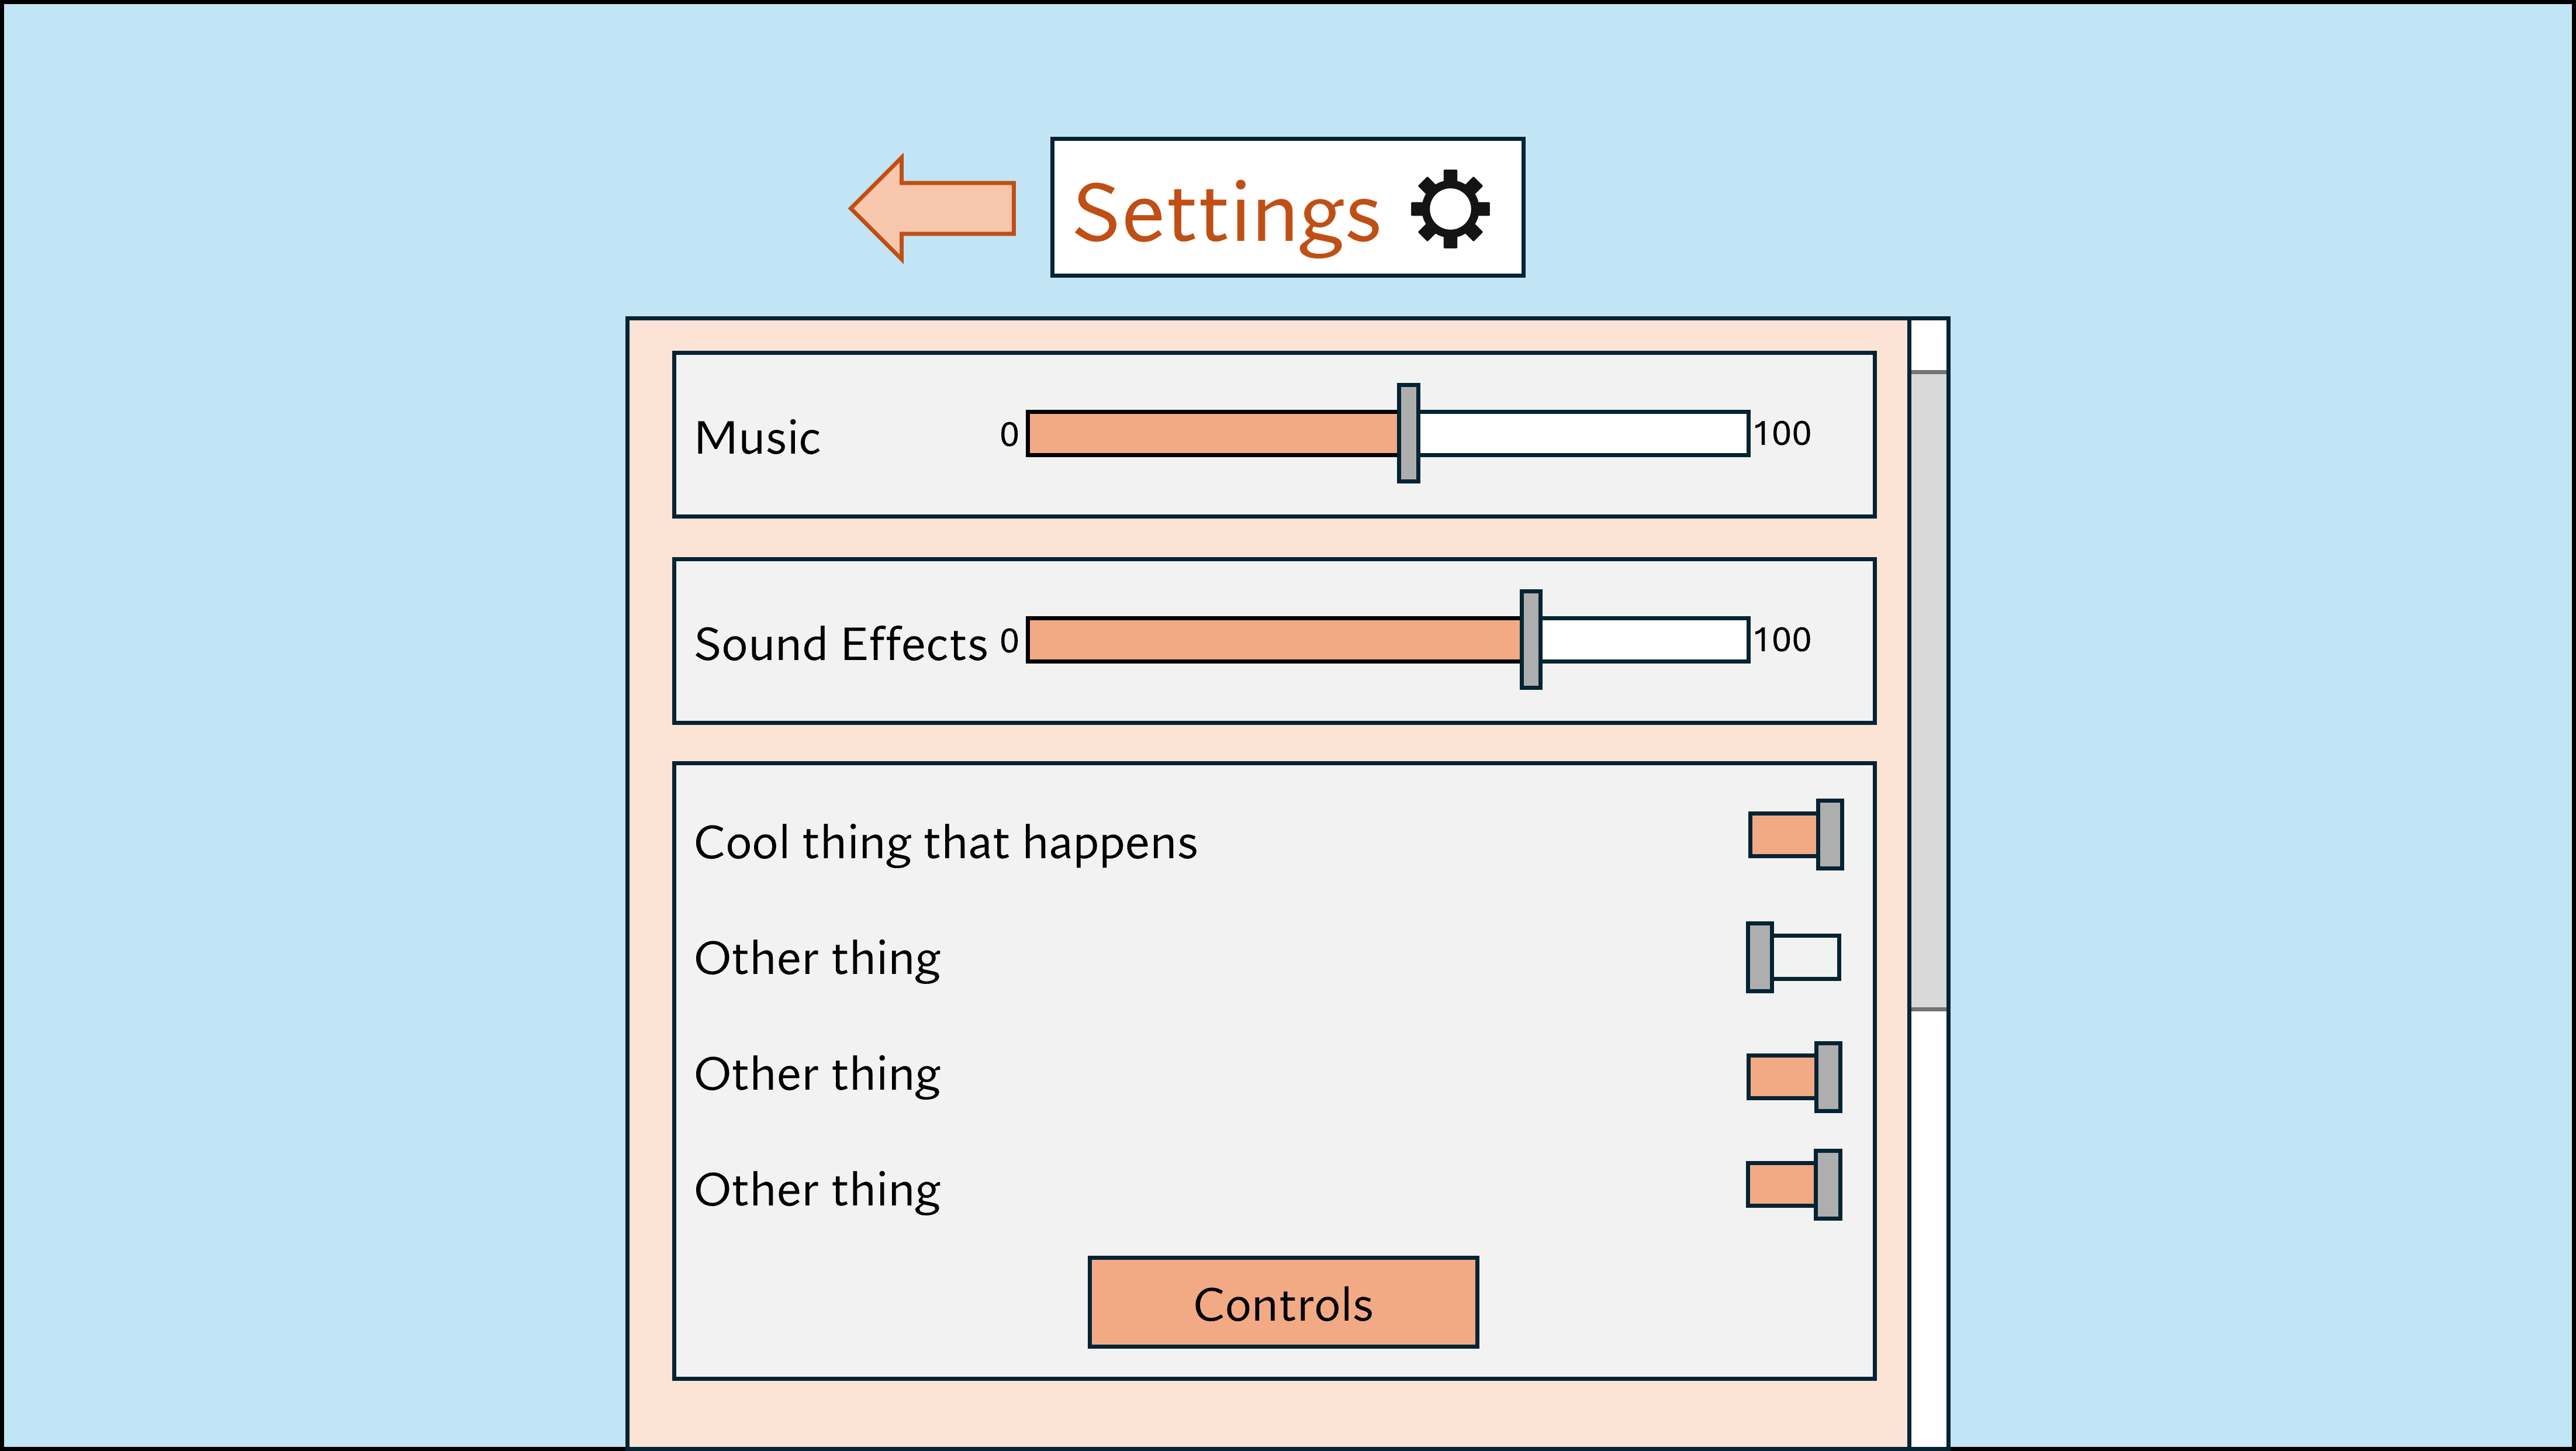 Settings
Music 0 100
Sound Effects 0 100
Cool thing that happens
Other thing
Other thing
Other thing
Controls